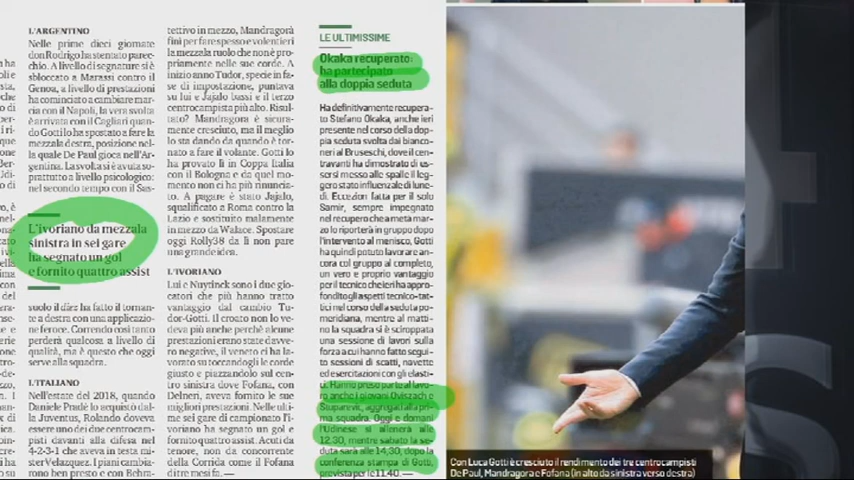 L'ARGENTINO
Nelle prime dieci giornate
don Rodrigo ha stentato parec-
chio. A livello di segnature si è
sbloccato a Marassi contro il
Genoa, a livello di prestazioni
ha cominciato a cambiare mar-
cia con il Napoli, la vera svolta
è arrivata con il Cagliari quan-
do Gotti lo ha spostato a fare la
mezzala destra, posizione nel-
la quale De Paul gioca nell'Ar-
gentina. La svolta si è avuta so-
prattutto a livello psicologico:
nel secondo tempo con il Sas-
L'ivoriano da mezzala
sinistra in sei gare
ha segnato un gol
e fornito quattro assist
suolo il diez ha fatto il tornan-
te a destra con una applicazio-
ne feroce. Correndo così tanto
perderà qualcosa a livello di
qualità, ma è questo che oggi
serve alla squadra.
L'ITALIANO
Nell'estate del 2018, quando
Daniele Pradè lo acquistò dal-
la Juventus, Rolando doveva
essere uno dei due centrocam-
pisti davanti alla difesa nel
4-2-3-1 che aveva in testa mi-
ster Velazquez. I piani cambia-
rono ben presto e con Behra-
tettivo in mezzo, Mandragora
finì per fare spesso e volentieri
la mezzala ruolo che non è pro-
priamente nelle sue corde. A
inizio anno Tudor, specie in fa-
se di impostazione, puntava
su lui e Jajalo bassi e il terzo
centrocampista più alto. Risul-
tato? Mandragora è sicura-
mente cresciuto, ma il meglio
lo sta dando da quando è tor-
nato a fare il volante. Gotti lo
ha provato lì in Coppa Italia
con il Bologna e da quel mo-
mento non ci ha più rinuncia-
to. A pagare è stato Jajalo,
squalificato a Roma contro la
Lazio e sostituito malamente
in mezzo da Walace. Spostare
oggi Rolly38 da lì non pare
una grande idea.
L'IVORIANO
Lui e Nuytinck sono i due gio-
catori che più hanno tratto
vantaggio dal cambio Tu-
dor-Gotti. Il croato non lo ve-
deva più anche perché alcune
prestazioni erano state davve-
ro negative, il veneto ci ha la-
vorato su toccandogli le corde
giuste e piazzandolo sul cen-
tro sinistra dove Fofana, con
Delneri, aveva fornito le sue
migliori prestazioni. Nelle ulti-
me sei gare di campionato l'i-
voriano ha segnato un gol e
fornito quattro assist. Acuti da
tenore, non da concorrente
della Corrida come il Fofana
di tre mesi fa. —
LE ULTIMISSIME
Okaka recuperato:
ha partecipato
alla doppia seduta
Ha definitivamente recupera-
to Stefano Okaka, anche ieri
presente nel corso della dop-
pia seduta svolta dai bianco-
neri al Bruseschi, dove il cen-
travanti ha dimostrato di es-
sersi messo alle spalle il leg-
gero stato influenzale di lune-
dì. Eccezion fatta per il solo
Samir, sempre impegnato
nel recupero che a metà mar-
zo lo riporterà in gruppo dopo
l'intervento al menisco, Gotti
ha quindi potuto lavorare an-
cora col gruppo al completo,
un vero e proprio vantaggio
per il tecnico che ieri ha appro-
fondito gli aspetti tecnico-tat-
tici nel corso della seduta po-
meridiana, mentre al matti-
no la squadra si è sciroppata
una sessione di lavori sulla
forza a cui hanno fatto segui-
to sessioni di scatti, navette
ed esercitazioni con gli elasti-
ci. Hanno preso parte al lavo-
ro anche i giovani Oviszach e
Stuparevic, aggregati alla pri-
ma squadra. Oggi e domani
l'Udinese si allenerà alle
12.30, mentre sabato la se-
duta sarà alle 14.30, dopo la
conferenza stampa di Gotti,
prevista per le 11.40. —
Con Luca Gotti è cresciuto il rendimento dei tre centrocampisti
De Paul, Mandragora e Fofana (in alto da sinistra verso destra)